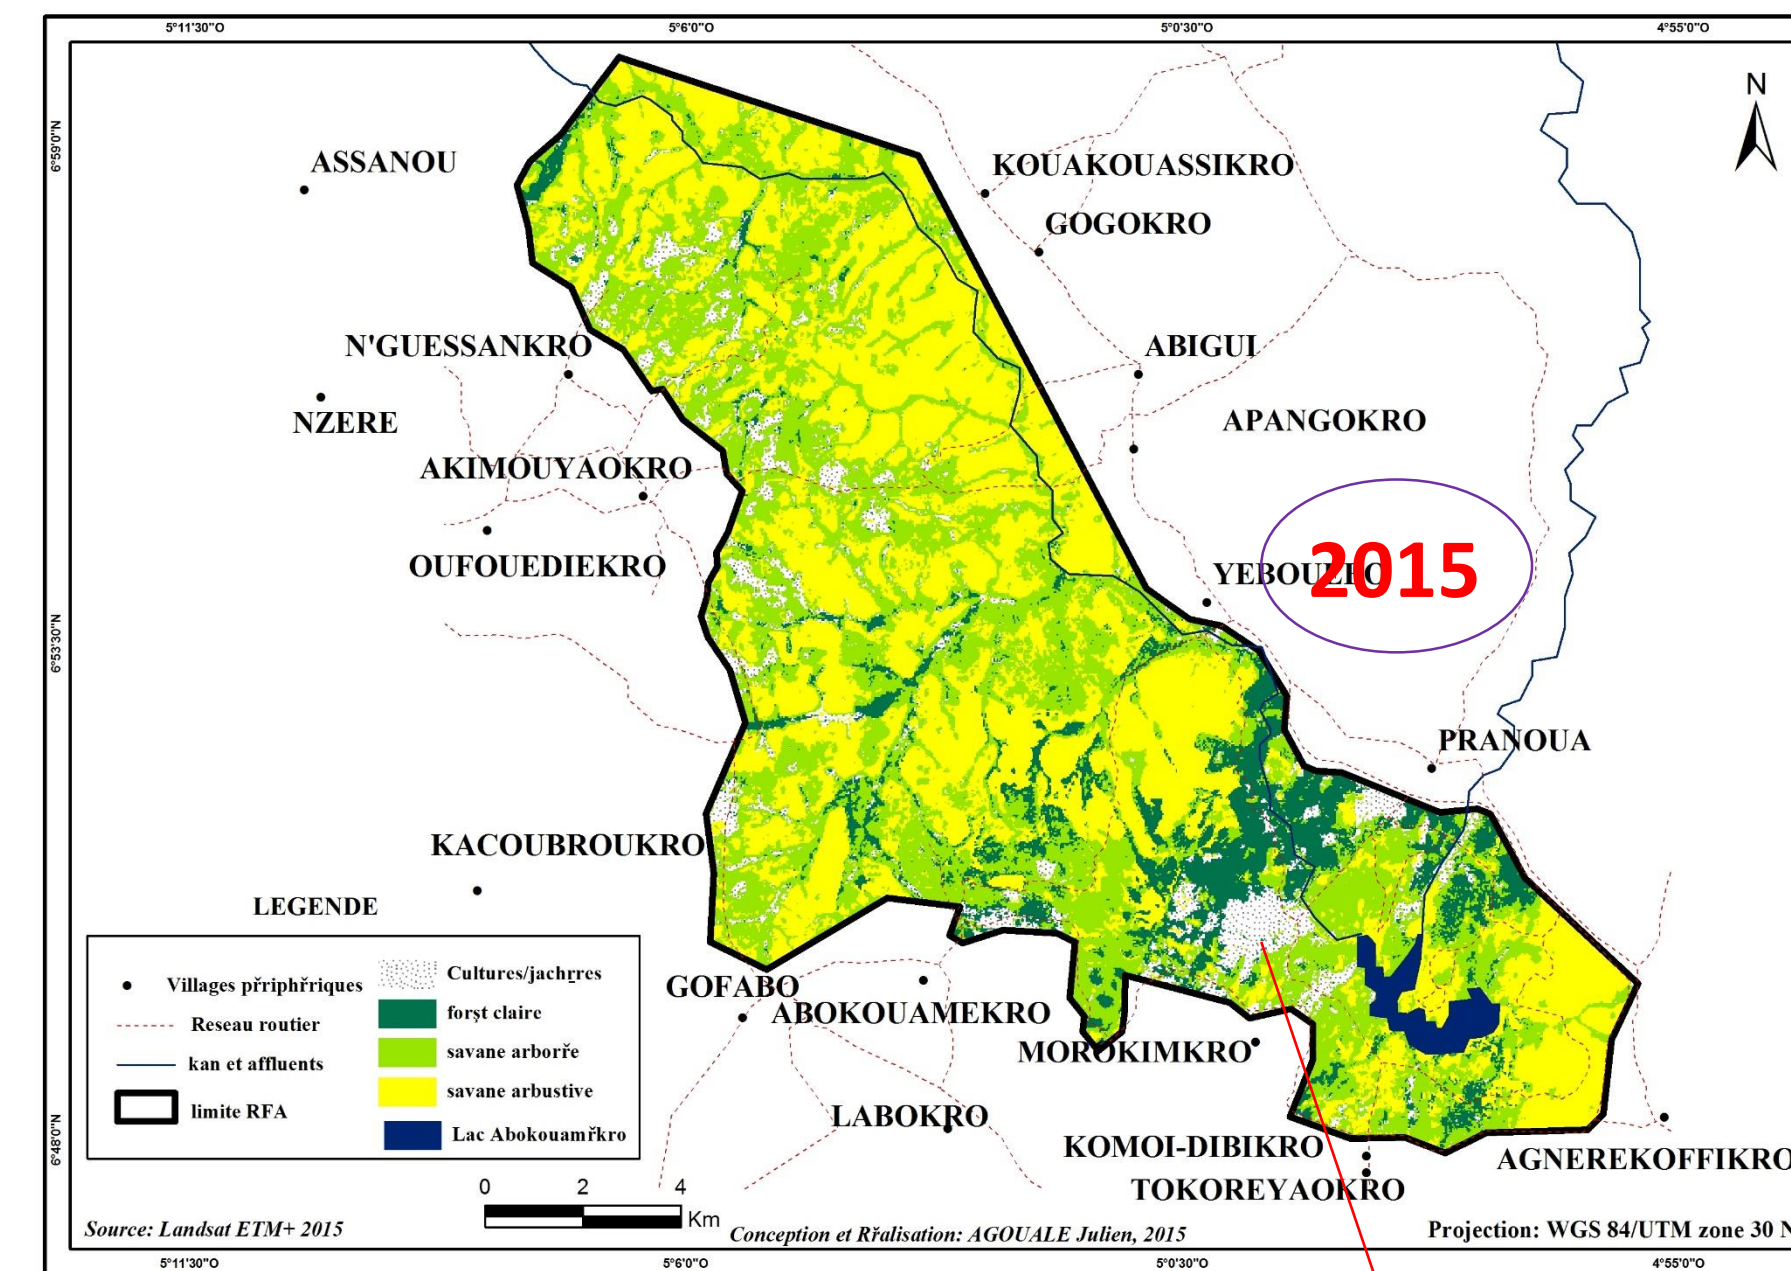 5°11'30"O 5°6'0"O 5°0'30"O 4°55'0"O
N
6°59'0"N
ASSANOU
KOUAKOUASSIKRO
GOGOKRO
N'GUESSANKRO
ABIGUI
NZERE
APANGOKRO
AKIMOUYAOKRO
OUFOUEDIEKRO
2015
6°53'30"N
PRANOUA
KACOUBROUKRO
LEGENDE
Villages přriphřriques
Reseau routier
kan et affluents
limite RFA
Cultures/jachŗres
forşt claire
savane arborře
savane arbustive
Lac Abokouamřkro
GOFABO
ABOKOUAMEKRO
MOROKIMKRO
LABOKRO
KOMOI-DIBIKRO
TOKOREYAOKRO
AGNEREKOFFIKRO
6°48'0"N
0 2 4
Km
Source: Landsat ETM+ 2015
Conception et Rřalisation: AGOUALE Julien, 2015
Projection: WGS 84/UTM zone 30 N
5°11'30"O 5°6'0"O 5°0'30"O 4°55'0"O